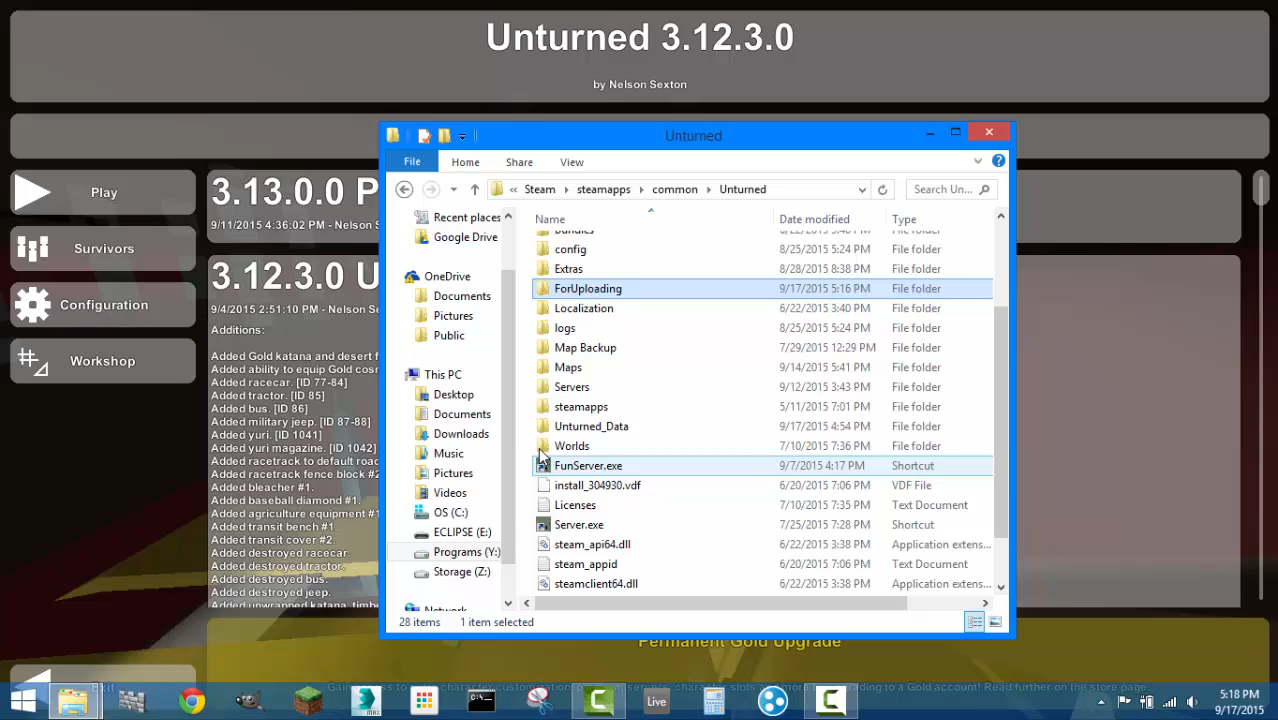 Unturned 3.12.3.0
by Nelson Sexton
Play
Survivors
Configuration
Workshop
Exit
3.13.0.0 P
9/11/2015 4:36:02 PM - Nelson S
3.12.3.0 U
9/4/2015 2:51:10 PM - Nelson S
Additions:
Added Gold katana and desert f
Added ability to equip Gold cos
Added racecar. [ID 77-84]
Added tractor. [ID 85]
Added bus. [ID 86]
Added military jeep. [ID 87-88]
Added yuri. [ID 1041]
Added yuri magazine. [ID 1042]
Added racetrack to default road
Added racetrack fence block #2
Added bleacher #1.
Added baseball diamond #1.
Added agriculture equipment #1
Added transit bench #1.
Added transit cover #2.
Added destroyed racecar.
Added destroyed tractor.
Added destroyed bus.
Added destroyed jeep.
Added unwrapped katana, timbe
Unturned
File Home Share View
Steam steamapps common Unturned
Search Un...
Recent places
Google Drive
OneDrive
Documents
Pictures
Public
This PC
Desktop
Documents
Downloads
Music
Pictures
Videos
OS (C:)
ECLIPSE (E:)
Programs (Y:)
Storage (Z:)
Network
Name Date modified Type
Bundles 8/22/2015 3:40 PM File folder
config 8/25/2015 5:24 PM File folder
Extras 8/28/2015 8:38 PM File folder
ForUploading 9/17/2015 5:16 PM File folder
Localization 6/22/2015 3:40 PM File folder
logs 8/25/2015 5:24 PM File folder
Map Backup 7/29/2015 12:29 PM File folder
Maps 9/14/2015 5:41 PM File folder
Servers 9/12/2015 3:43 PM File folder
steamapps 5/11/2015 7:01 PM File folder
Unturned_Data 9/17/2015 4:54 PM File folder
Worlds 7/10/2015 7:36 PM File folder
FunServer.exe 9/7/2015 4:17 PM Shortcut
install_304930.vdf 6/20/2015 7:06 PM VDF File
Licenses 7/10/2015 7:35 PM Text Document
Server.exe 7/25/2015 7:28 PM Shortcut
steam_api64.dll 6/22/2015 3:38 PM Application extens...
steam_appid 6/20/2015 7:06 PM Text Document
steamclient64.dll 6/22/2015 3:38 PM Application extens...
28 items 1 item selected
Permanent Gold Upgrade
Live
5:18 PM
9/17/2015